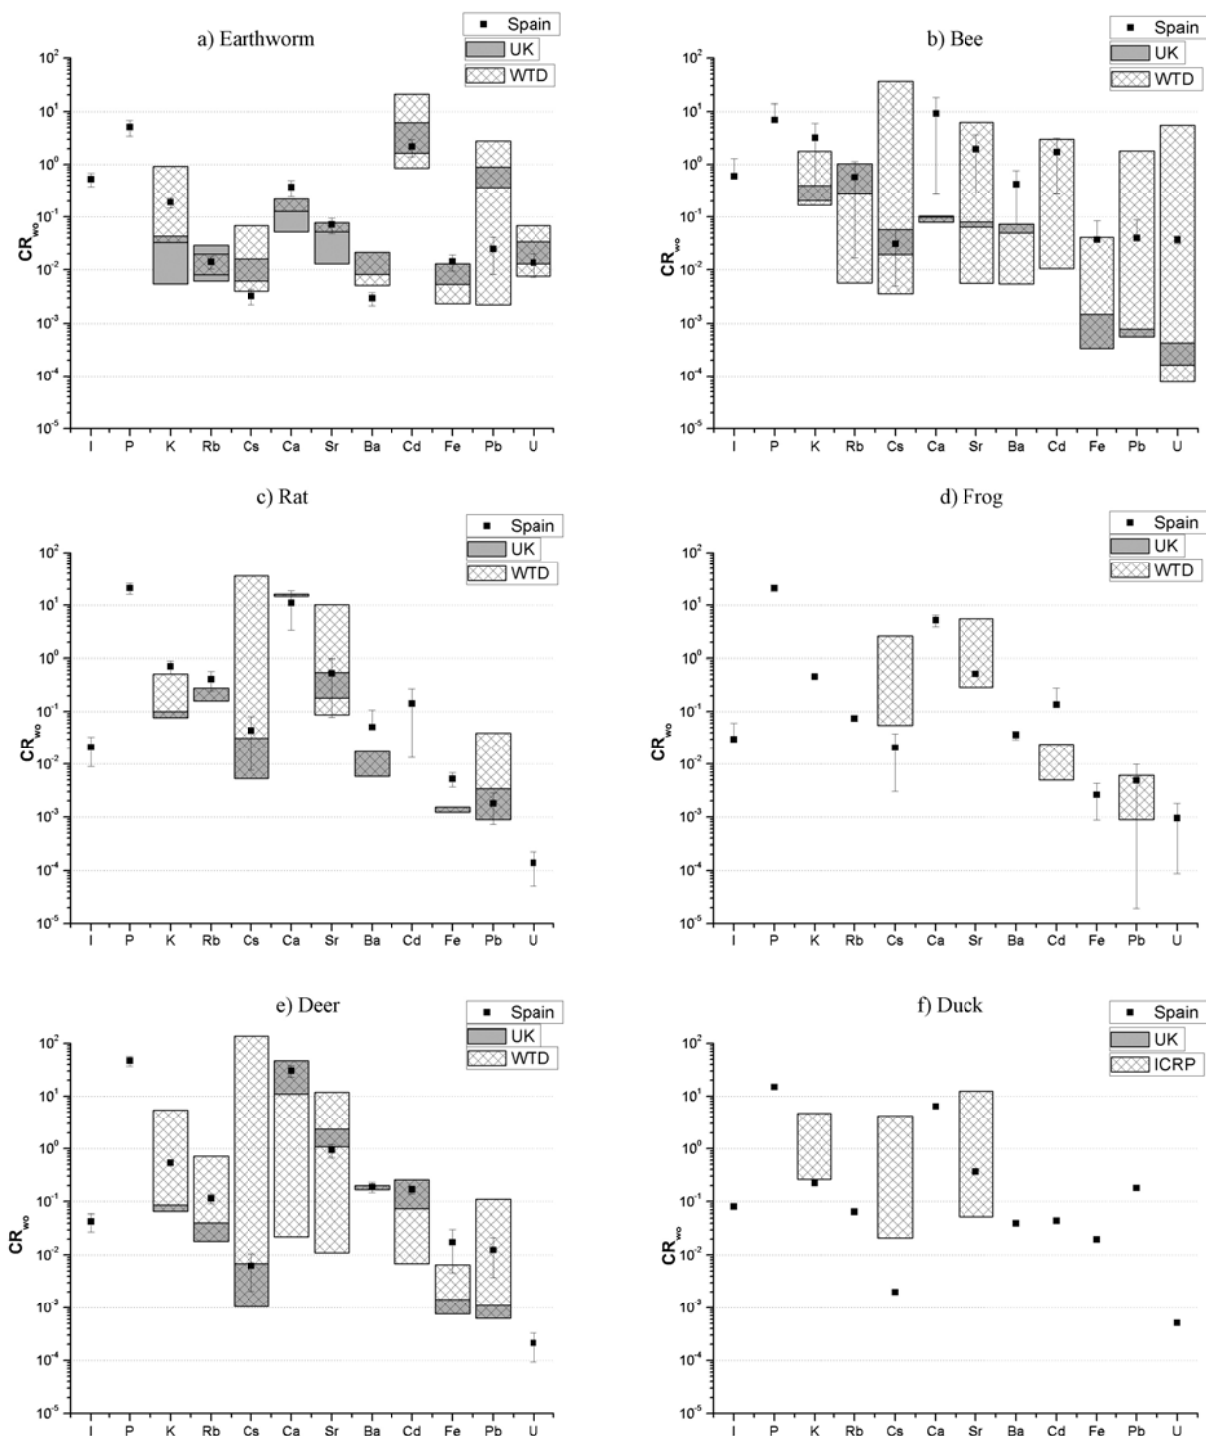 a) Earthworm
Spain
UK
WTD
CRwo
10² 10¹ 10⁰ 10⁻¹ 10⁻² 10⁻³ 10⁻⁴ 10⁻⁵
I P K Rb Cs Ca Sr Ba Cd Fe Pb U
b) Bee
Spain
UK
WTD
CRwo
10² 10¹ 10⁰ 10⁻¹ 10⁻² 10⁻³ 10⁻⁴ 10⁻⁵
I P K Rb Cs Ca Sr Ba Cd Fe Pb U
c) Rat
Spain
UK
WTD
CRwo
10² 10¹ 10⁰ 10⁻¹ 10⁻² 10⁻³ 10⁻⁴ 10⁻⁵
I P K Rb Cs Ca Sr Ba Cd Fe Pb U
d) Frog
Spain
UK
WTD
CRwo
10² 10¹ 10⁰ 10⁻¹ 10⁻² 10⁻³ 10⁻⁴ 10⁻⁵
I P K Rb Cs Ca Sr Ba Cd Fe Pb U
e) Deer
Spain
UK
WTD
CRwo
10² 10¹ 10⁰ 10⁻¹ 10⁻² 10⁻³ 10⁻⁴ 10⁻⁵
I P K Rb Cs Ca Sr Ba Cd Fe Pb U
f) Duck
Spain
UK
ICRP
CRwo
10² 10¹ 10⁰ 10⁻¹ 10⁻² 10⁻³ 10⁻⁴ 10⁻⁵
I P K Rb Cs Ca Sr Ba Cd Fe Pb U